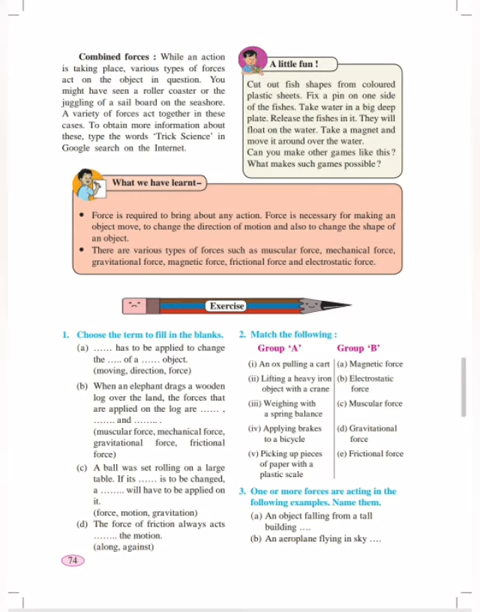 Combined forces : While an action
is taking place, various types of forces
act on the object in question. You
might have seen a roller coaster or the
juggling of a sail board on the seashore.
A variety of forces act together in these
cases. To obtain more information about
these, type the words ‘Trick Science’ in
Google search on the Internet.
A little fun !
Cut out fish shapes from coloured
plastic sheets. Fix a pin on one side
of the fishes. Take water in a big deep
plate. Release the fishes in it. They will
float on the water. Take a magnet and
move it around over the water.
Can you make other games like this?
What makes such games possible ?
What we have learnt–
• Force is required to bring about any action. Force is necessary for making an
object move, to change the direction of motion and also to change the shape of
an object.
• There are various types of forces such as muscular force, mechanical force,
gravitational force, magnetic force, frictional force and electrostatic force.
Exercise
1. Choose the term to fill in the blanks.
(a) ...... has to be applied to change
the ..... of a ...... object.
(moving, direction, force)
(b) When an elephant drags a wooden
log over the land, the forces that
are applied on the log are ...... ,
....... and ........ .
(muscular force, mechanical force,
gravitational force, frictional
force)
(c) A ball was set rolling on a large
table. If its ...... is to be changed,
a ........ will have to be applied on
it.
(force, motion, gravitation)
(d) The force of friction always acts
........ the motion.
(along, against)
2. Match the following :
Group ‘A’ Group ‘B’
(i) An ox pulling a cart (a) Magnetic force
(ii) Lifting a heavy iron (b) Electrostatic
object with a crane force
(iii) Weighing with (c) Muscular force
a spring balance
(iv) Applying brakes (d) Gravitational
to a bicycle force
(v) Picking up pieces (e) Frictional force
of paper with a
plastic scale
3. One or more forces are acting in the
following examples. Name them.
(a) An object falling from a tall
building ....
(b) An aeroplane flying in sky ....
74